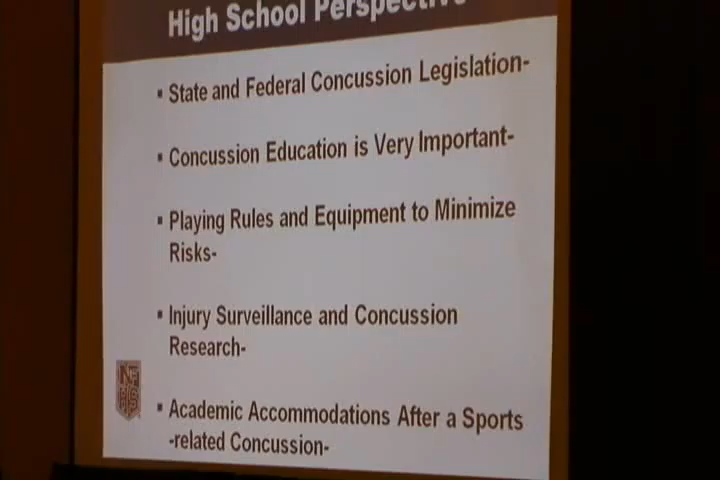 High School Perspective
▪ State and Federal Concussion Legislation-
▪ Concussion Education is Very Important-
▪ Playing Rules and Equipment to Minimize
Risks-
▪ Injury Surveillance and Concussion
Research-
▪ Academic Accommodations After a Sports
-related Concussion-